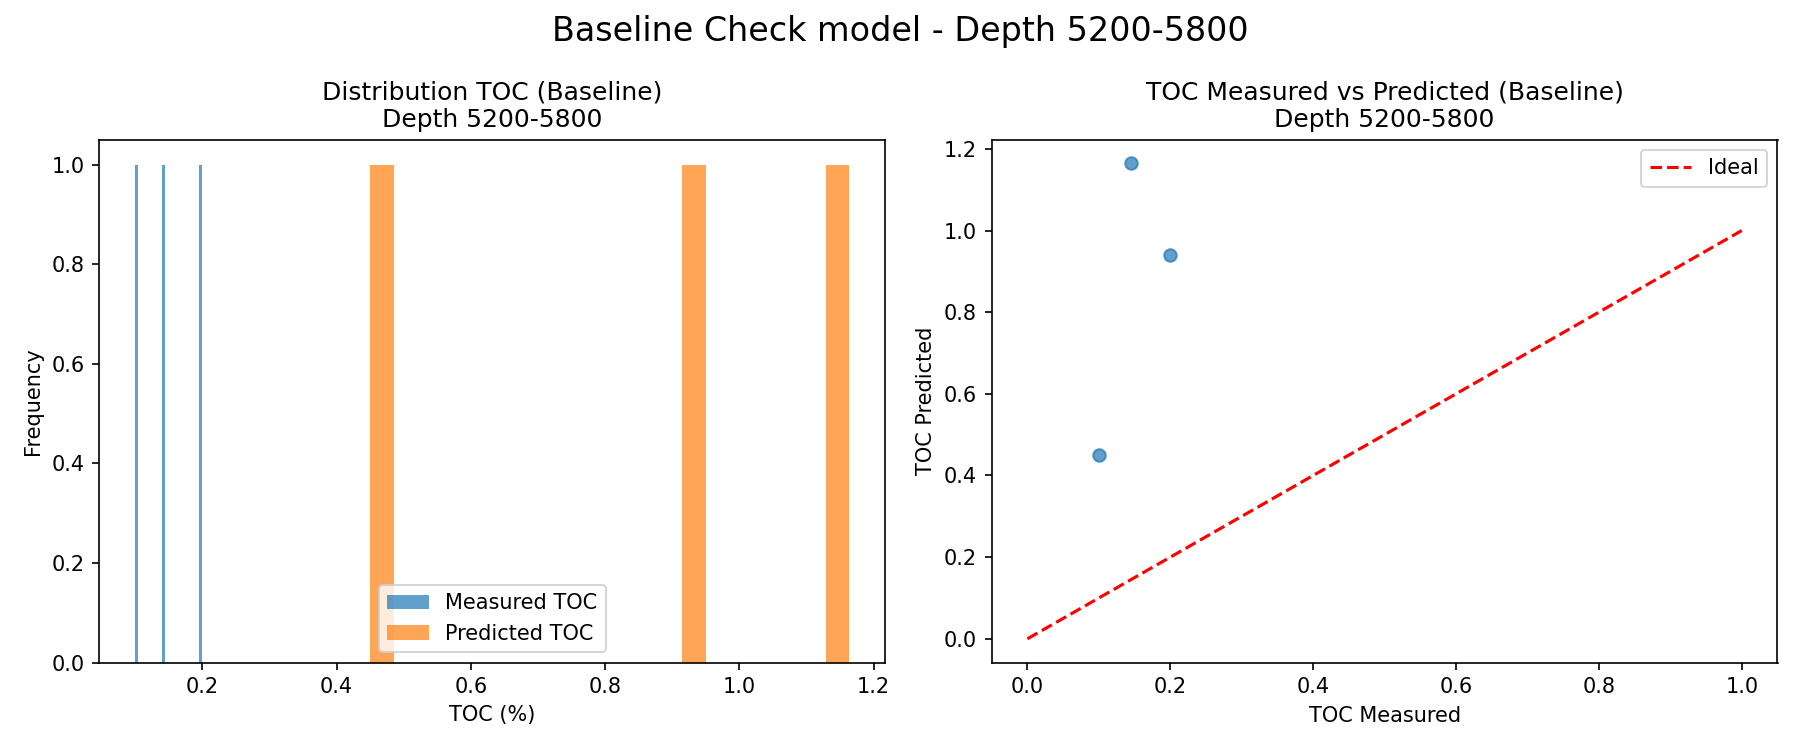 Baseline Check model - Depth 5200-5800
Distribution TOC (Baseline)
Depth 5200-5800
1.0
0.8
0.6
0.4
0.2
0.0
Frequency
Measured TOC
Predicted TOC
0.2 0.4 0.6 0.8 1.0 1.2
TOC (%)
TOC Measured vs Predicted (Baseline)
Depth 5200-5800
1.2
1.0
0.8
0.6
0.4
0.2
0.0
TOC Predicted
Ideal
0.0 0.2 0.4 0.6 0.8 1.0
TOC Measured